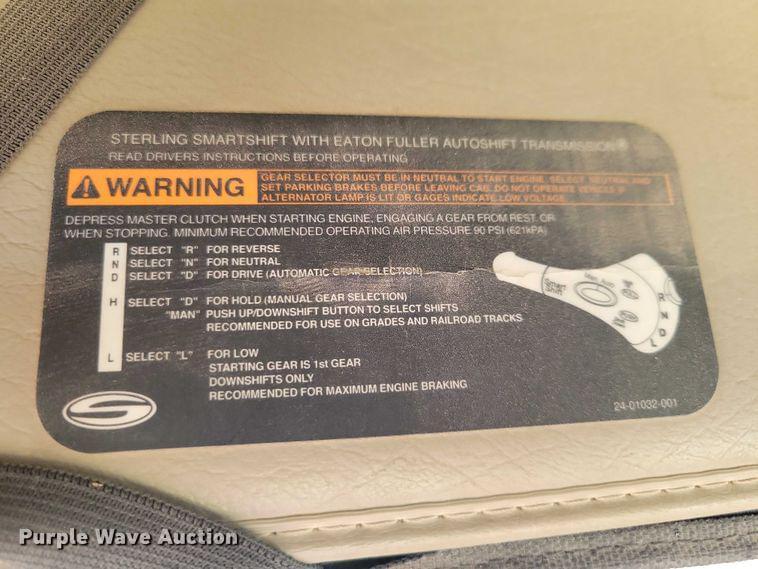 STERLING SMARTSHIFT WITH EATON FULLER AUTOSHIFT TRANSMISSION®
READ DRIVERS INSTRUCTIONS BEFORE OPERATING
WARNING
GEAR SELECTOR MUST BE IN NEUTRAL TO START ENGINE. SELECT NEUTRAL AND
SET PARKING BRAKES BEFORE LEAVING CAB. DO NOT OPERATE VEHICLE IF
ALTERNATOR LAMP IS LIT OR GAGES INDICATE LOW VOLTAGE.
DEPRESS MASTER CLUTCH WHEN STARTING ENGINE, ENGAGING A GEAR FROM REST, OR
WHEN STOPPING. MINIMUM RECOMMENDED OPERATING AIR PRESSURE 90 PSI (621kPA)
R SELECT "R" FOR REVERSE
N SELECT "N" FOR NEUTRAL
D SELECT "D" FOR DRIVE (AUTOMATIC GEAR SELECTION)
H SELECT "D" FOR HOLD (MANUAL GEAR SELECTION)
"MAN" PUSH UP/DOWNSHIFT BUTTON TO SELECT SHIFTS
RECOMMENDED FOR USE ON GRADES AND RAILROAD TRACKS
L SELECT "L" FOR LOW
STARTING GEAR IS 1st GEAR
DOWNSHIFTS ONLY
RECOMMENDED FOR MAXIMUM ENGINE BRAKING
Smart
Shift
R
N
D
L
24-01032-001
Purple Wave Auction